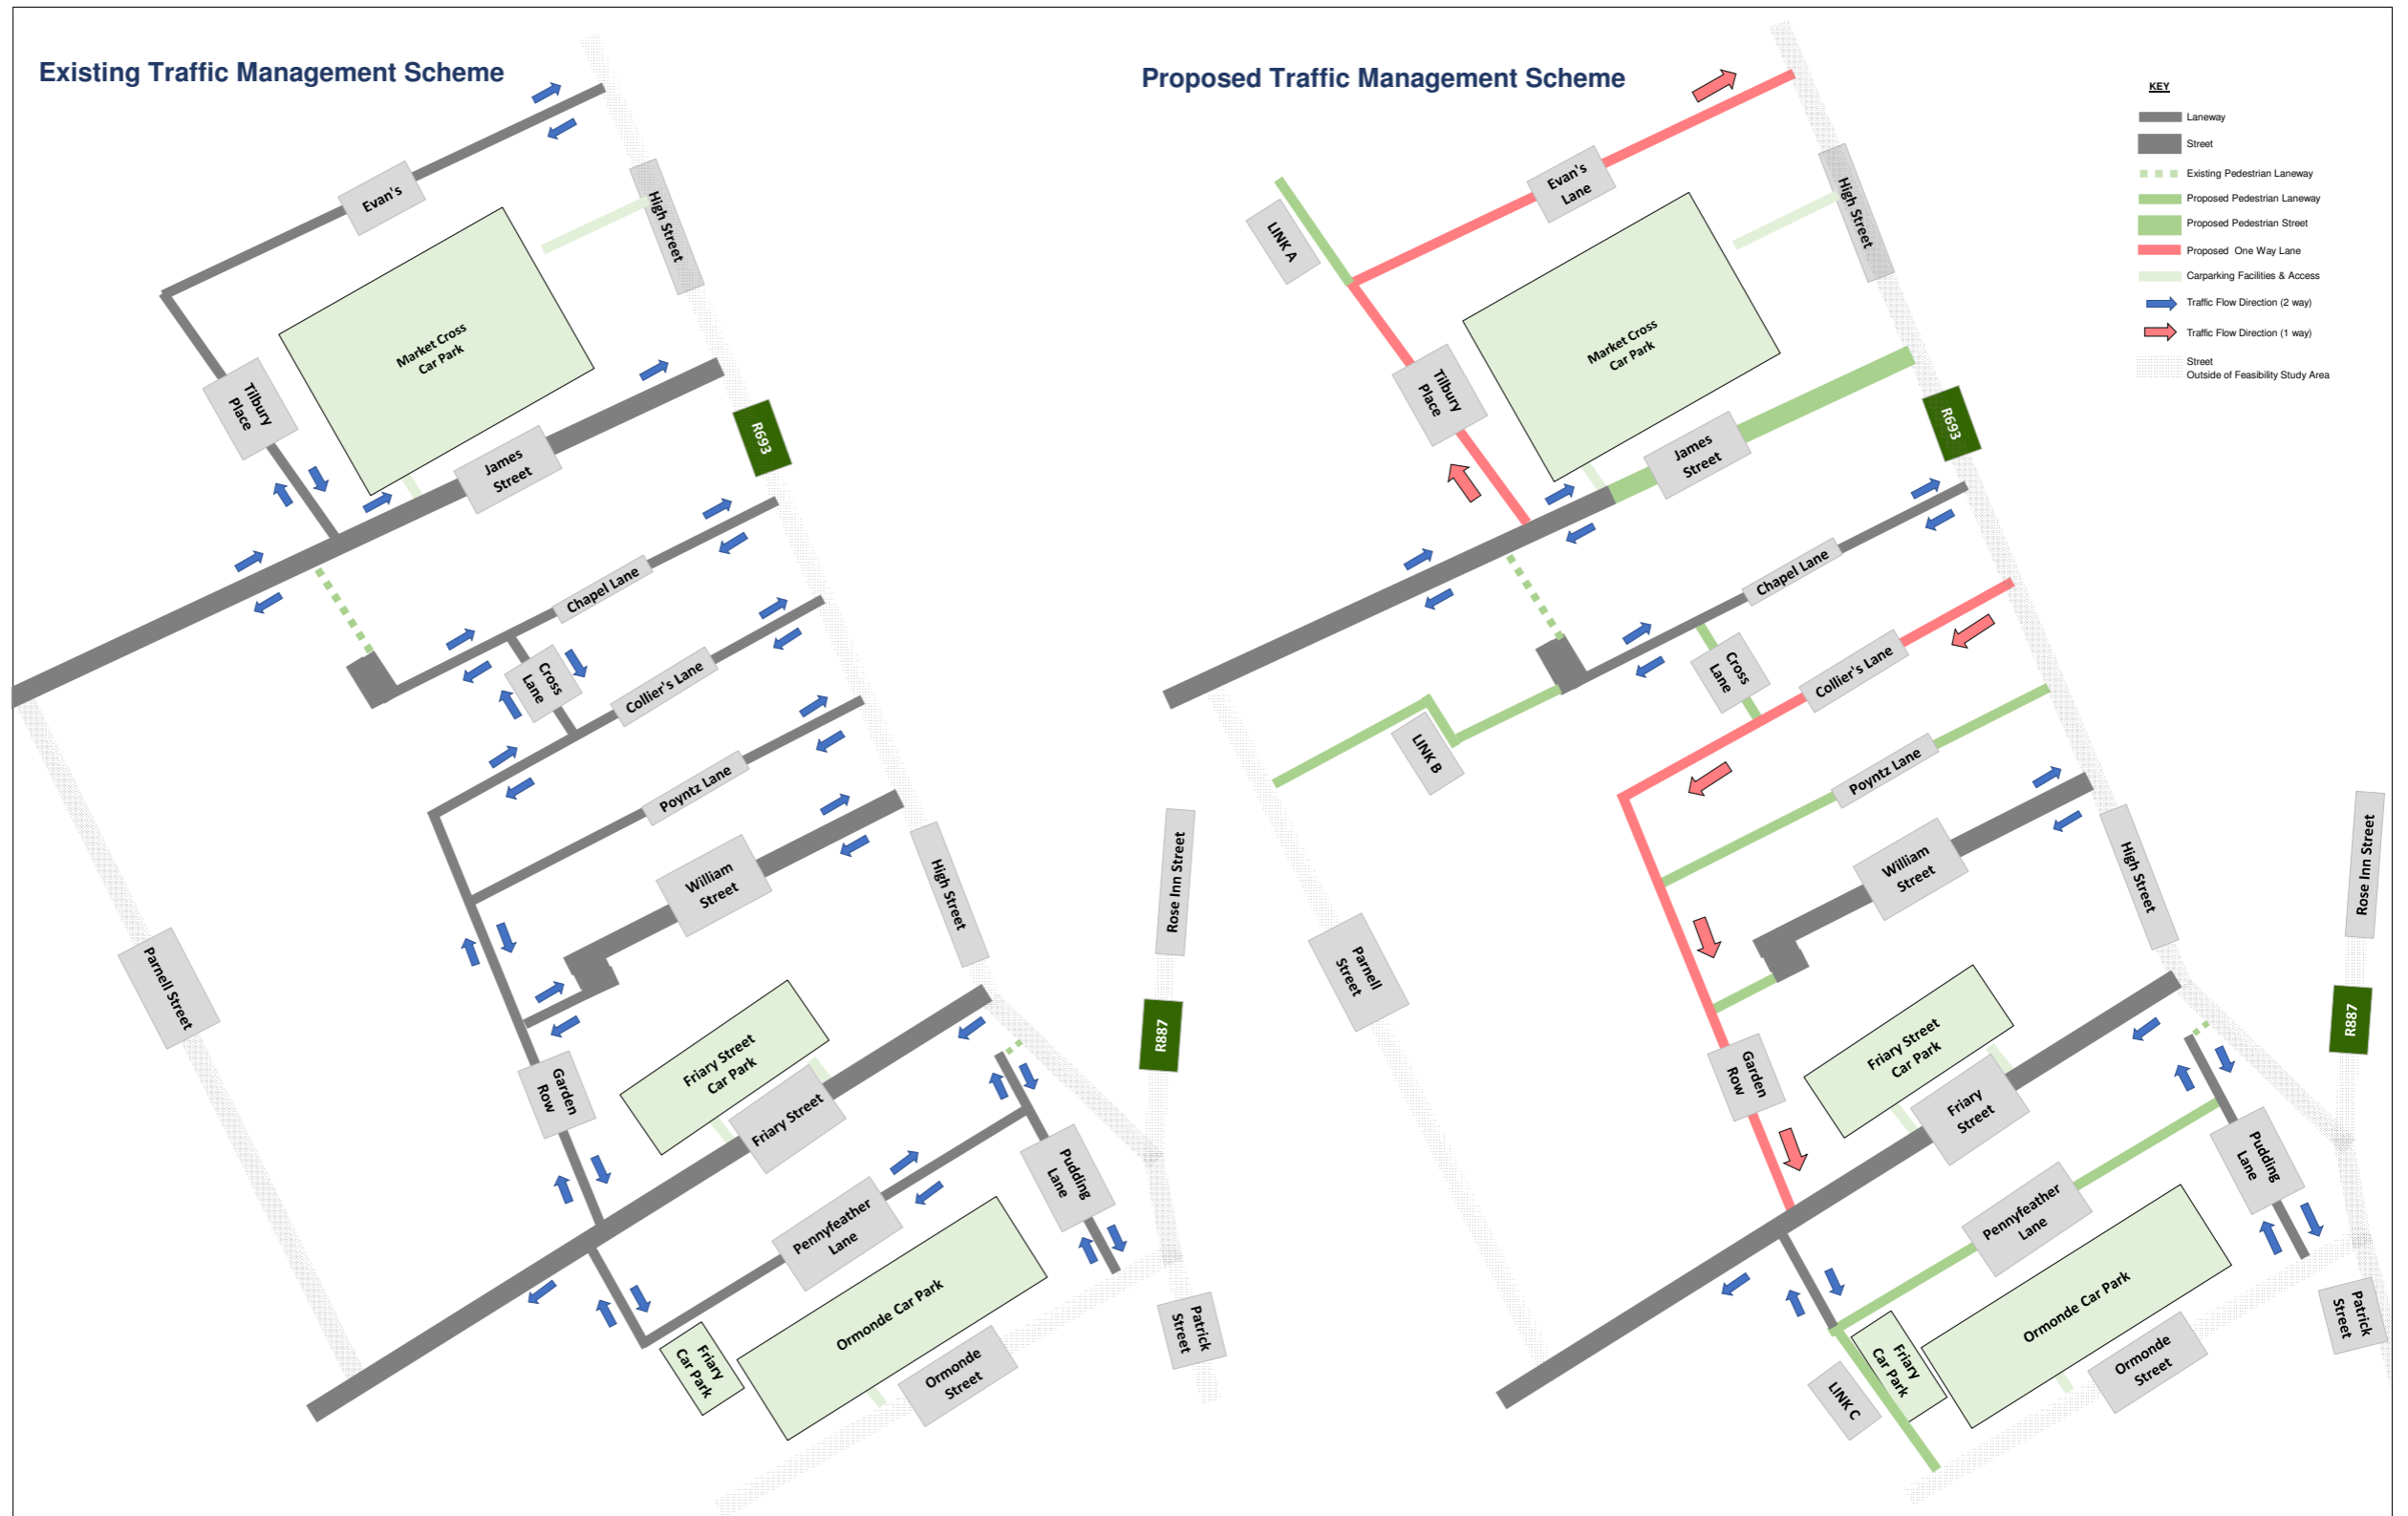 Existing Traffic Management Scheme
Evan's
High Street
Market Cross
Car Park
Tilbury
Place
James
Street
R693
Chapel Lane
Cross
Lane
Collier's Lane
Poyntz Lane
William
Street
High Street
Rose Inn Street
Parnell Street
R887
Friary Street
Car Park
Garden
Row
Friary Street
Pudding
Lane
Pennyfeather
Lane
Ormonde Car Park
Friary
Car Park
Ormonde
Street
Patrick
Street
Proposed Traffic Management Scheme
Evan's
Lane
LINK A
High Street
Market Cross
Car Park
Tilbury
Place
James
Street
R693
Chapel Lane
Cross
Lane
Collier's Lane
LINK B
Poyntz Lane
William
Street
High Street
Rose Inn Street
Parnell
Street
R887
Friary Street
Car Park
Garden
Row
Friary
Street
Pudding
Lane
Pennyfeather
Lane
Ormonde Car Park
Friary
Car Park
LINK C
Ormonde
Street
Patrick
Street
KEY
Laneway
Street
Existing Pedestrian Laneway
Proposed Pedestrian Laneway
Proposed Pedestrian Street
Proposed One Way Lane
Carparking Facilities & Access
Traffic Flow Direction (2 way)
Traffic Flow Direction (1 way)
Street
Outside of Feasibility Study Area